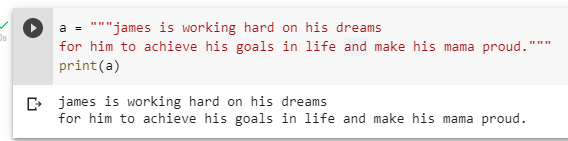 a = """james is working hard on his dreams
for him to achieve his goals in life and make his mama proud."""
print(a)
james is working hard on his dreams
for him to achieve his goals in life and make his mama proud.